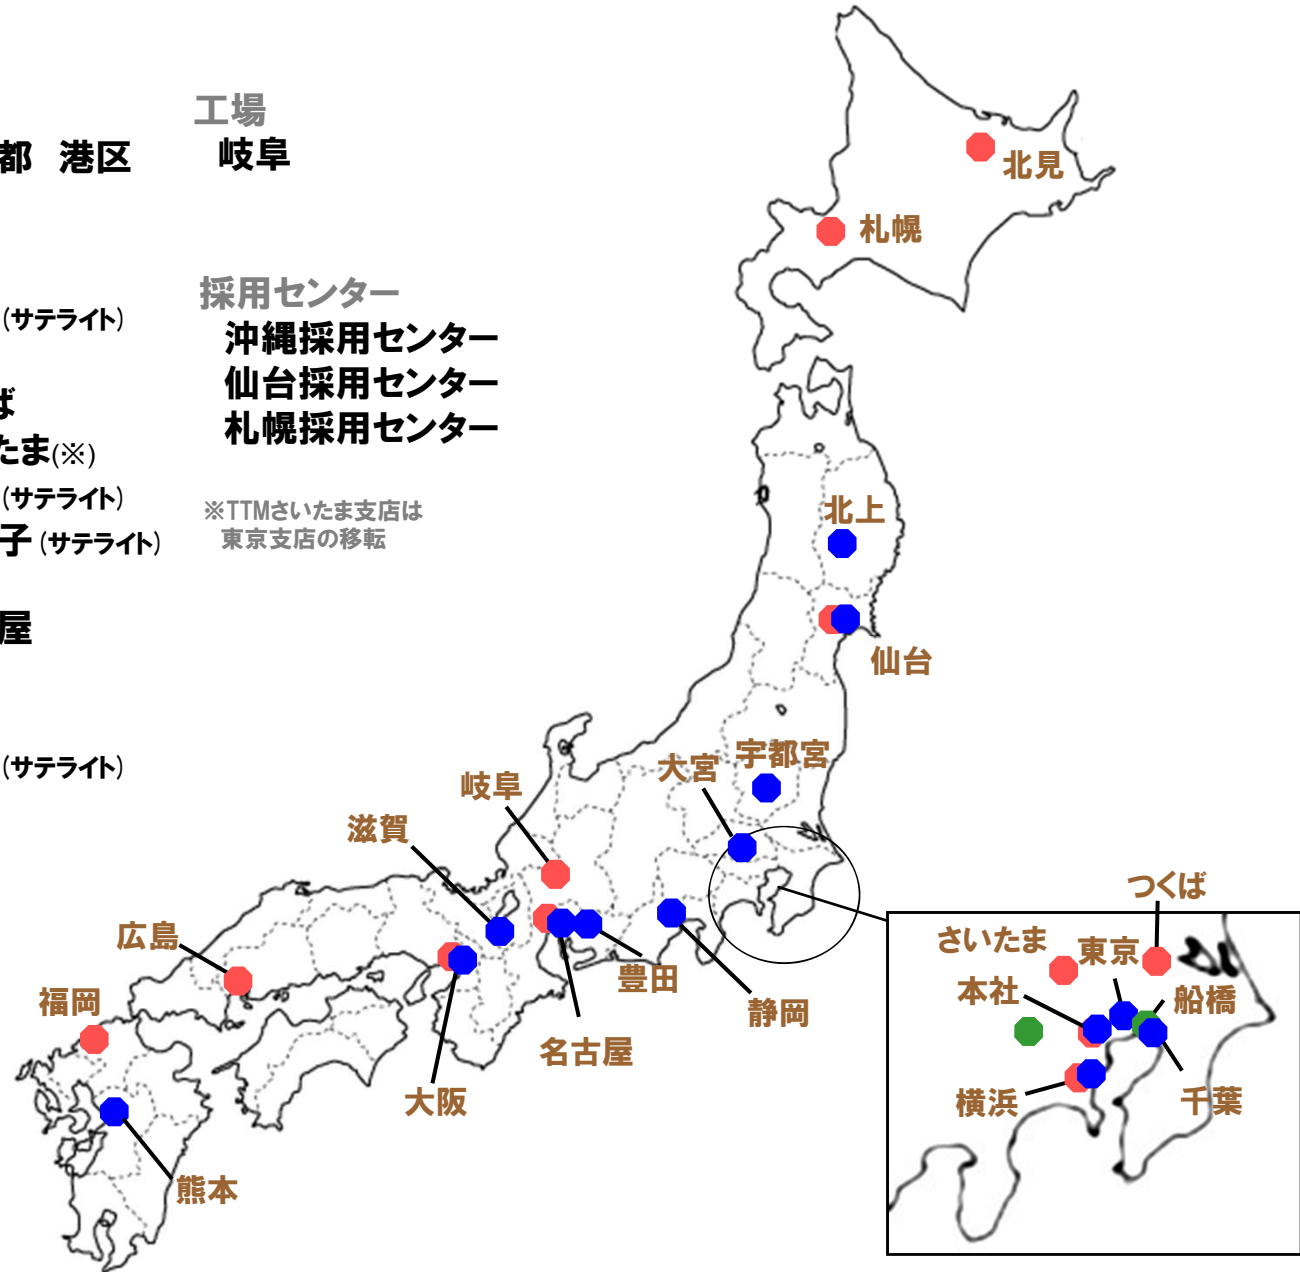 工場
都 港区
岐阜
(サテライト)
採用センター
沖縄採用センター
仙台採用センター
ば
たま(※)
札幌採用センター
(サテライト)
子 (サテライト)
※TTMさいたま支店は
東京支店の移転
屋
(サテライト)
北見
札幌
北上
仙台
宇都宮
大宮
岐阜
滋賀
広島
福岡
豊田
静岡
名古屋
大阪
熊本
つくば
さいたま
東京
本社
船橋
横浜
千葉